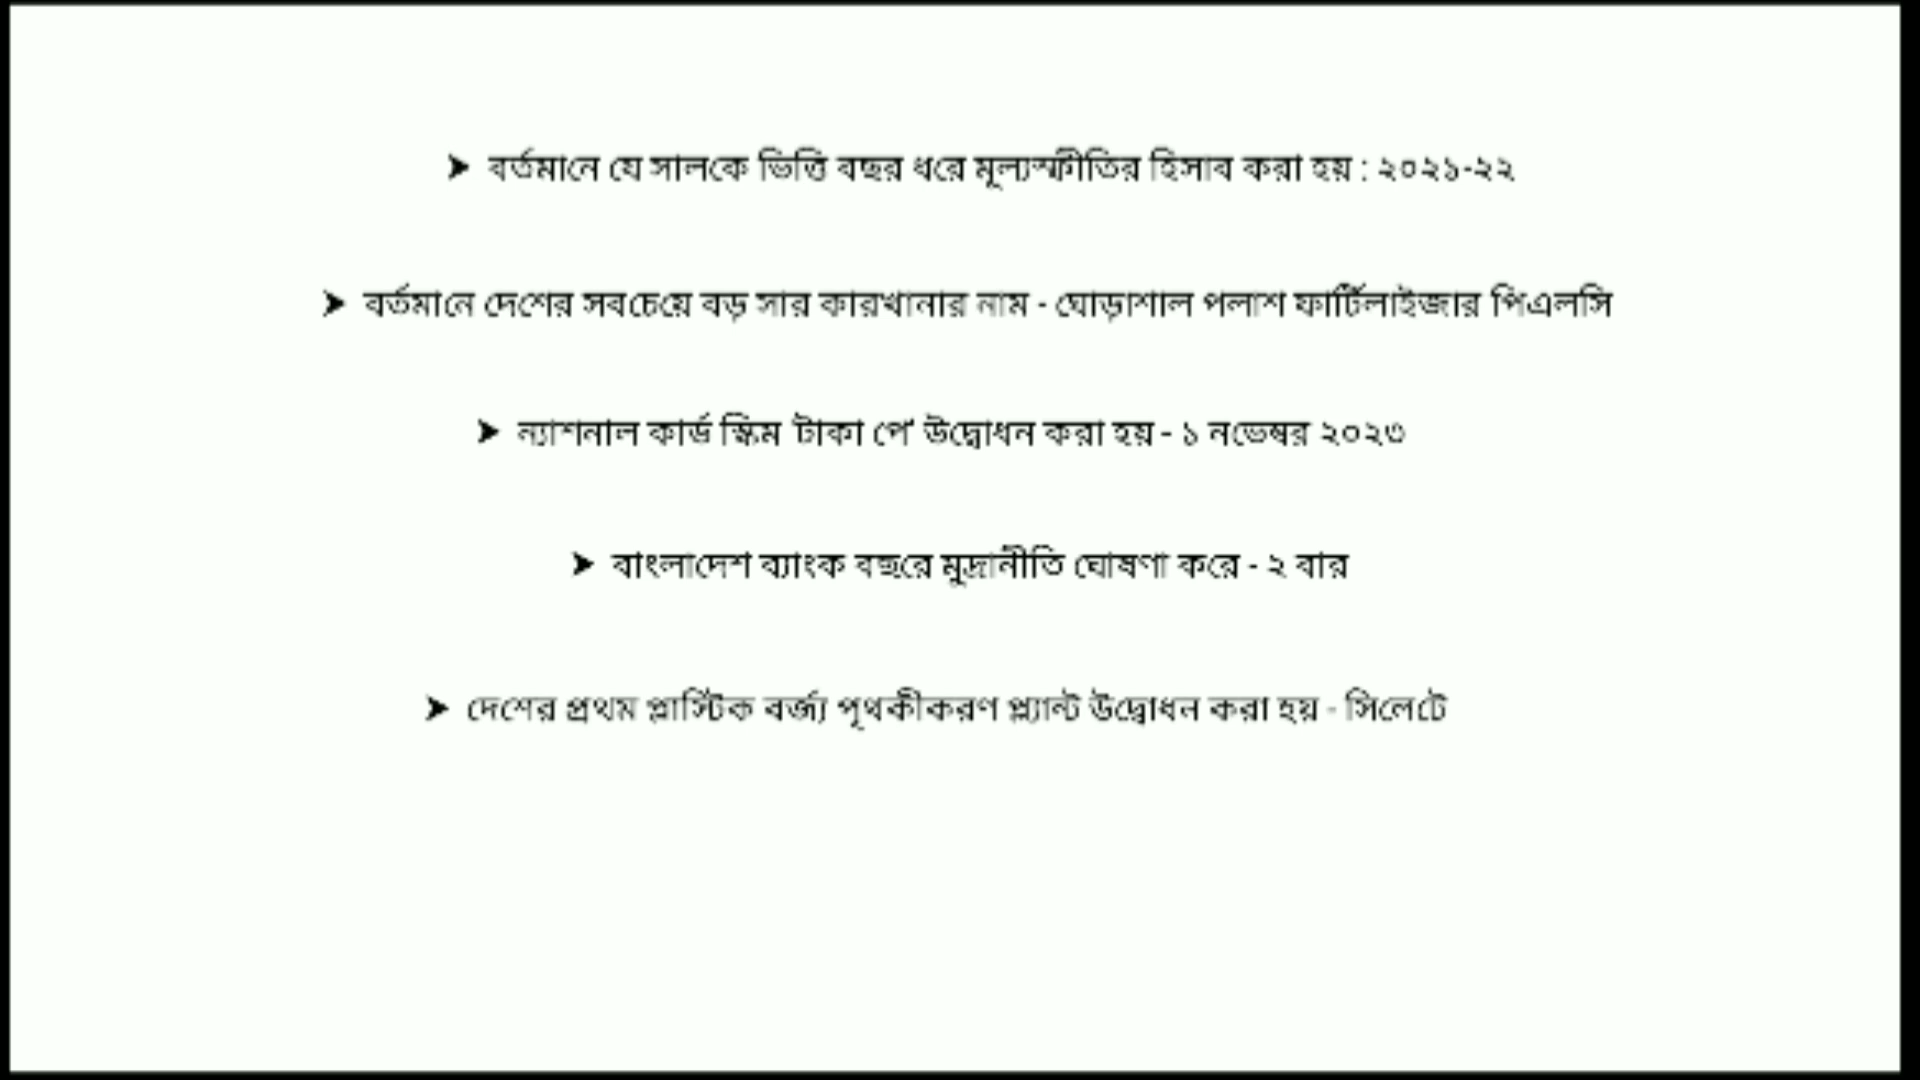 ➤ বর্তমানে যে সালকে ভিত্তি বছর ধরে মূল্যস্ফীতির হিসাব করা হয় : ২০২১-২২
➤ বর্তমানে দেশের সবচেয়ে বড় সার কারখানার নাম - ঘোড়াশাল পলাশ ফার্টিলাইজার পিএলসি
➤ ন্যাশনাল কার্ড স্কিম 'টাকা পে' উদ্বোধন করা হয় - ১ নভেম্বর ২০২৩
➤ বাংলাদেশ ব্যাংক বছরে মুদ্রানীতি ঘোষণা করে - ২ বার
➤ দেশের প্রথম প্লাস্টিক বর্জ্য পৃথকীকরণ প্ল্যান্ট উদ্বোধন করা হয় - সিলেটে